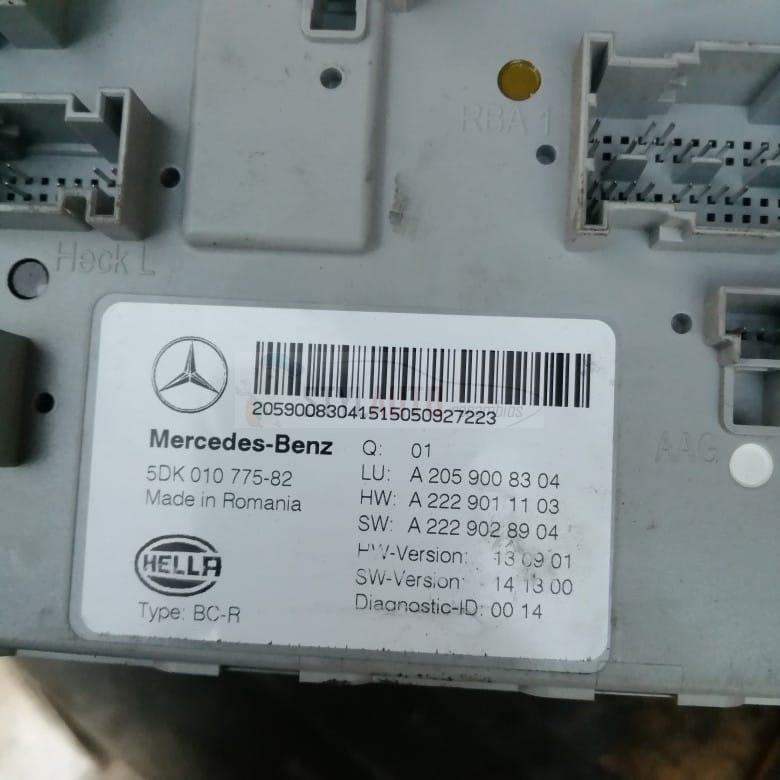 RBA 1
Heck L
2059008304151505092722​3
Mercedes-Benz
5DK 010 775-82
Made in Romania
HELLA
Type: BC-R
Q: 01
LU: A 205 900 83 04
HW: A 222 901 11 03
SW: A 222 902 89 04
HW-Version: 13 09 01
SW-Version: 14 13 00
Diagnostic-ID: 00 14
AAG